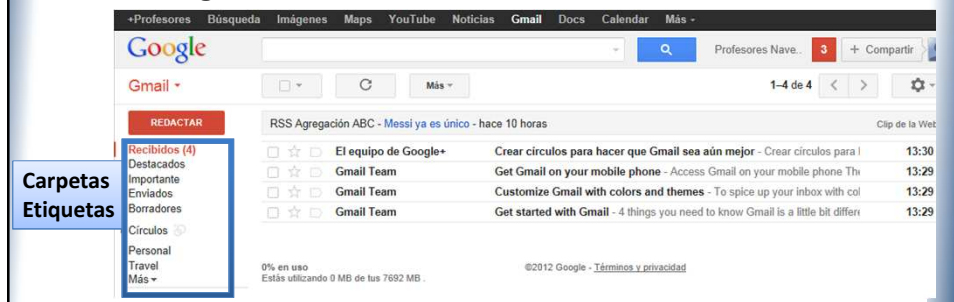 +Profesores Búsqueda Imágenes Maps YouTube Noticias Gmail Docs Calendar Más
Google
Profesores Nave.. 3 + Compartir
Gmail
Más
1–4 de 4
REDACTAR
RSS Agregación ABC - Messi ya es único - hace 10 horas
Clip de la Web
Carpetas
Etiquetas
Recibidos (4)
Destacados
Importante
Enviados
Borradores
Círculos
Personal
Travel
Más
El equipo de Google+ Crear círculos para hacer que Gmail sea aún mejor - Crear círculos para 13:30
Gmail Team Get Gmail on your mobile phone - Access Gmail on your mobile phone 13:29
Gmail Team Customize Gmail with colors and themes - To spice up your inbox with 13:29
Gmail Team Get started with Gmail - 4 things you need to know Gmail is a little bit 13:29
0% en uso
Estás utilizando 0 MB de tus 7692 MB .
©2012 Google - Términos y privacidad